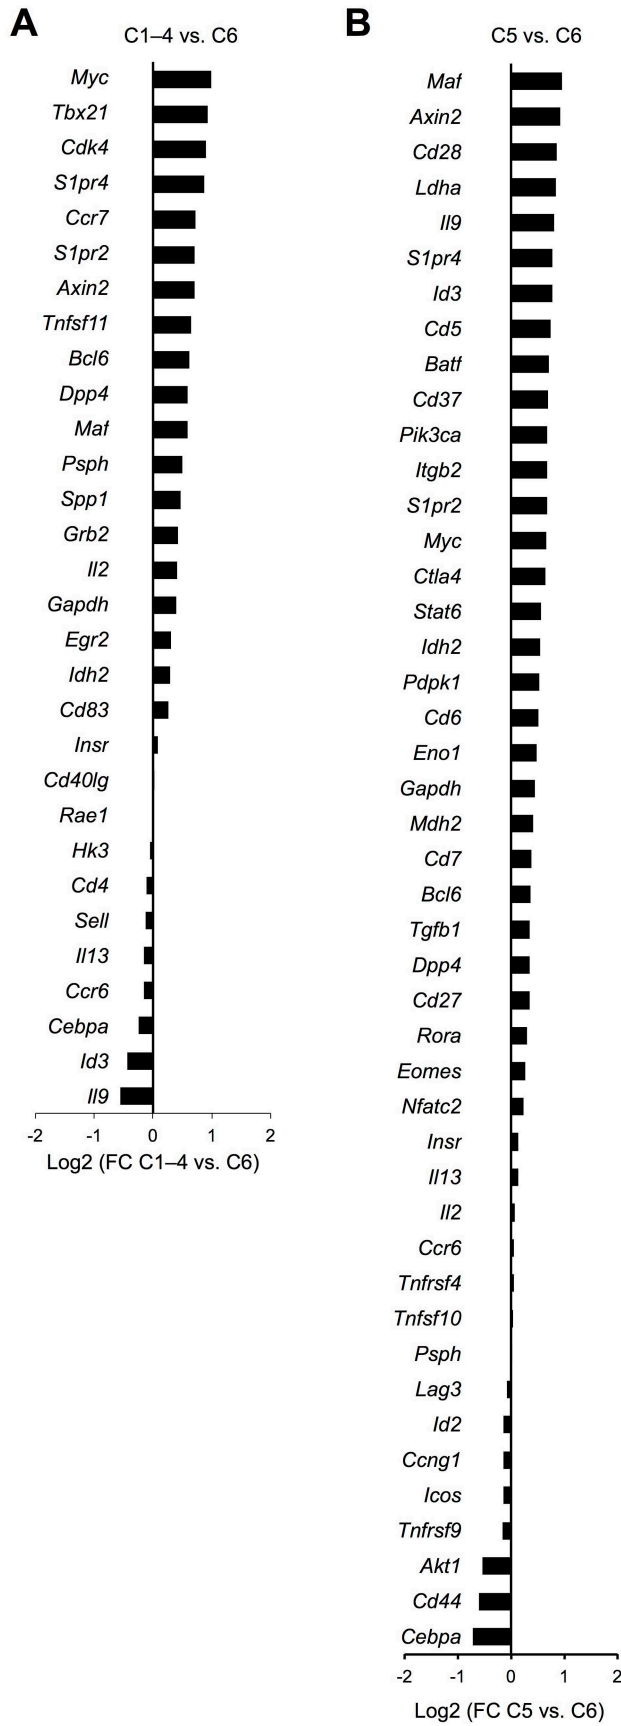 A
C1–4 vs. C6
Myc
Tbx21
Cdk4
S1pr4
Ccr7
S1pr2
Axin2
Tnfsf11
Bcl6
Dpp4
Maf
Psph
Spp1
Grb2
Il2
Gapdh
Egr2
Idh2
Cd83
Insr
Cd40lg
Rae1
Hk3
Cd4
Sell
Il13
Ccr6
Cebpa
Id3
Il9
-2 -1 0 1 2
Log2 (FC C1–4 vs. C6)
B
C5 vs. C6
Maf
Axin2
Cd28
Ldha
Il9
S1pr4
Id3
Cd5
Batf
Cd37
Pik3ca
Itgb2
S1pr2
Myc
Ctla4
Stat6
Idh2
Pdpk1
Cd6
Eno1
Gapdh
Mdh2
Cd7
Bcl6
Tgfb1
Dpp4
Cd27
Rora
Eomes
Nfatc2
Insr
Il13
Il2
Ccr6
Tnfrsf4
Tnfsf10
Psph
Lag3
Id2
Ccng1
Icos
Tnfrsf9
Akt1
Cd44
Cebpa
-2 -1 0 1 2
Log2 (FC C5 vs. C6)